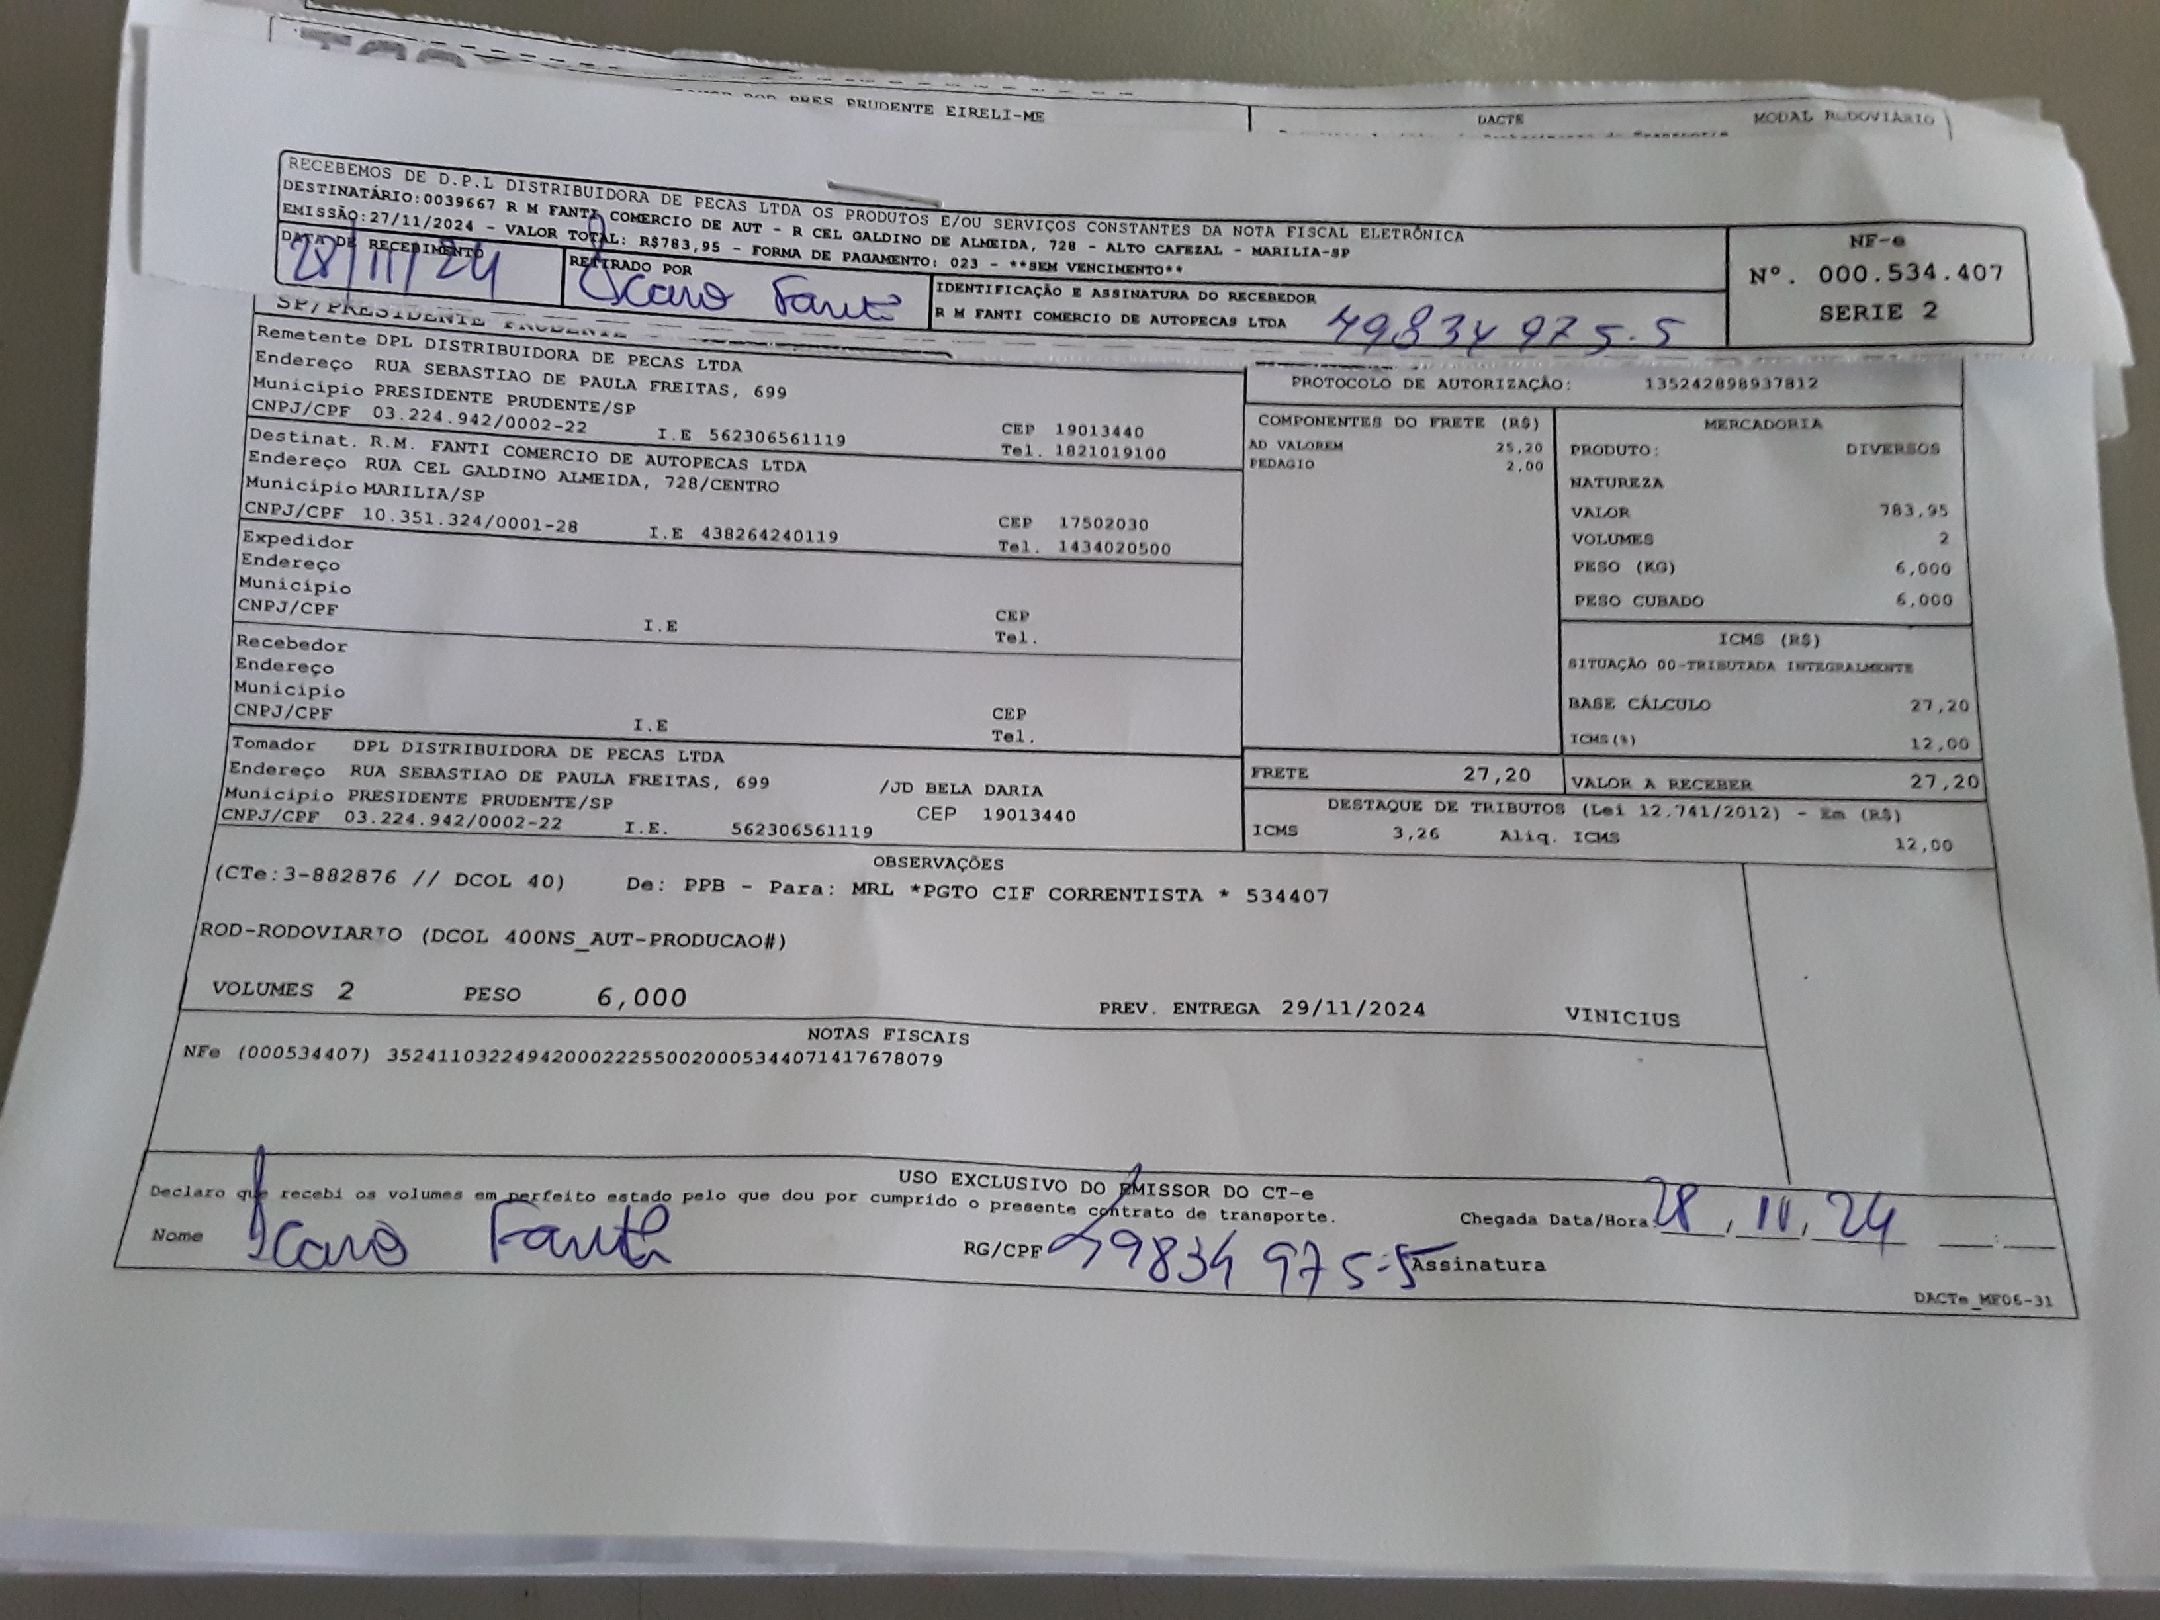 PRES PRUDENTE EIRELI-ME
DACTE
MODAL RODOVIÁRIO
RECEBEMOS DE D.P.L DISTRIBUIDORA DE PECAS LTDA OS PRODUTOS E/OU SERVIÇOS CONSTANTES DA NOTA FISCAL ELETRÔNICA
DESTINATÁRIO:0039667 R M FANTI COMERCIO DE AUT - R CEL GALDINO DE ALMEIDA, 728 - ALTO CAFEZAL - MARILIA-SP
EMISSÃO:27/11/2024 - VALOR TOTAL: R$783,95 - FORMA DE PAGAMENTO: 023 - **SEM VENCIMENTO**
NF-e
Nº. 000.534.407
SERIE 2
DATA DE RECEBIMENTO
28/11/24
RETIRADO POR
Icaro Fanti
IDENTIFICAÇÃO E ASSINATURA DO RECEBEDOR
R M FANTI COMERCIO DE AUTOPECAS LTDA
49834975-5
SP/PRESIDENTE PRUDENTE
Remetente DPL DISTRIBUIDORA DE PECAS LTDA
Endereço RUA SEBASTIAO DE PAULA FREITAS, 699
Município PRESIDENTE PRUDENTE/SP CEP 19013440
CNPJ/CPF 03.224.942/0002-22 I.E 562306561119 Tel. 1821019100
Destinat. R.M. FANTI COMERCIO DE AUTOPECAS LTDA
Endereço RUA CEL GALDINO ALMEIDA, 728/CENTRO
Município MARILIA/SP CEP 17502030
CNPJ/CPF 10.351.324/0001-28 I.E 438264240119 Tel. 1434020500
Expedidor
Endereço
Município CEP
CNPJ/CPF I.E Tel.
Recebedor
Endereço
Município CEP
CNPJ/CPF I.E Tel.
Tomador DPL DISTRIBUIDORA DE PECAS LTDA
Endereço RUA SEBASTIAO DE PAULA FREITAS, 699 /JD BELA DARIA
Município PRESIDENTE PRUDENTE/SP CEP 19013440
CNPJ/CPF 03.224.942/0002-22 I.E. 562306561119
PROTOCOLO DE AUTORIZAÇÃO: 135242898937812
COMPONENTES DO FRETE (R$)
AD VALOREM 25,20
PEDAGIO 2,00
MERCADORIA
PRODUTO: DIVERSOS
NATUREZA
VALOR 783,95
VOLUMES 2
PESO (KG) 6,000
PESO CUBADO 6,000
ICMS (R$)
SITUAÇÃO 00-TRIBUTADA INTEGRALMENTE
BASE CÁLCULO 27,20
ICMS(%) 12,00
FRETE 27,20
VALOR A RECEBER 27,20
DESTAQUE DE TRIBUTOS (Lei 12.741/2012) - Em (R$)
ICMS 3,26 Aliq. ICMS 12,00
OBSERVAÇÕES
(CTe:3-882876 // DCOL 40) De: PPB - Para: MRL *PGTO CIF CORRENTISTA * 534407
ROD-RODOVIARIO (DCOL 400NS_AUT-PRODUCAO#)
VOLUMES 2 PESO 6,000 PREV. ENTREGA 29/11/2024 VINICIUS
NOTAS FISCAIS
NFe (000534407) 35241103224942000222550020005344071417678079
USO EXCLUSIVO DO EMISSOR DO CT-e
Declaro que recebi os volumes em perfeito estado pelo que dou por cumprido o presente contrato de transporte.
Chegada Data/Hora: 28, 11, 24
Nome Icaro Fanti
RG/CPF 49834975-5
Assinatura
DACTe_MF06-31